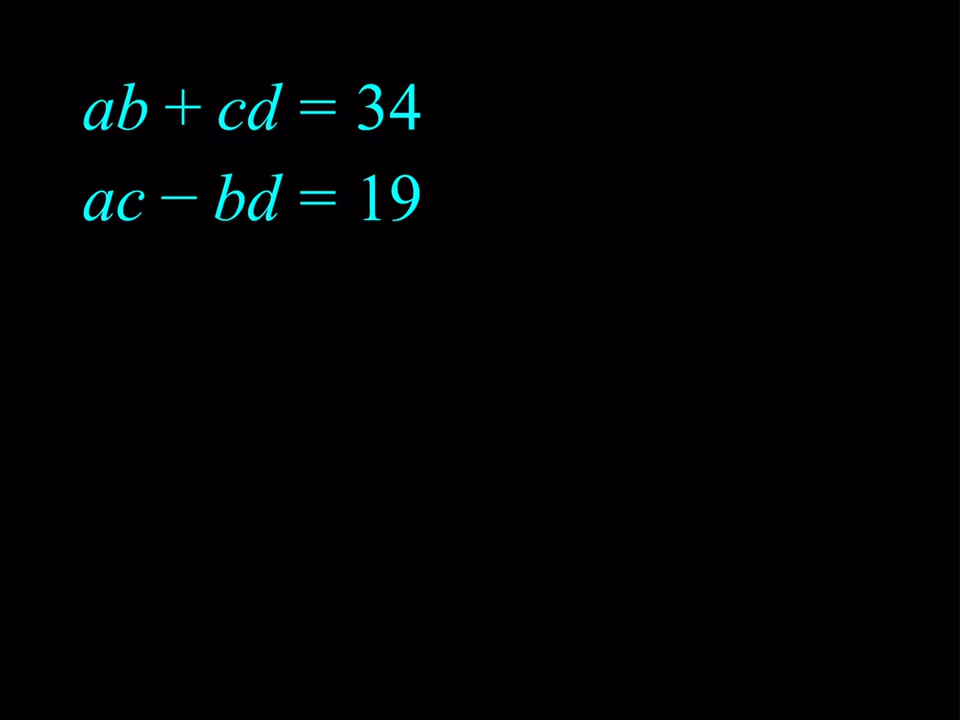 ab + cd = 34
ac − bd = 19